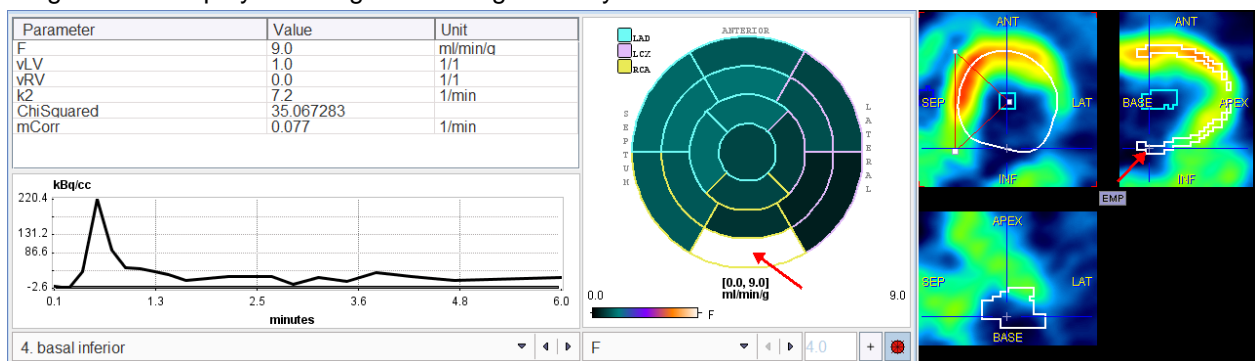 Parameter Value Unit
F 9.0 ml/min/g
vLV 1.0 1/1
vRV 0.0 1/1
k2 7.2 1/min
ChiSquared 35.067283
mCorr 0.077 1/min
kBq/cc
220.4
131.2
86.6
-2.6
0.1 1.3 2.5 3.6 4.8 6.0
minutes
4. basal inferior
LAD
LCZ
RCA
ANTERIOR
SEPTUM
LATERAL
[0.0, 9.0]
0.0 ml/min/g 9.0
F
F 4.0 +
ANT
SEP LAT
INF
ANT
BASE APEX
INF
EMP
APEX
SEP LAT
BASE